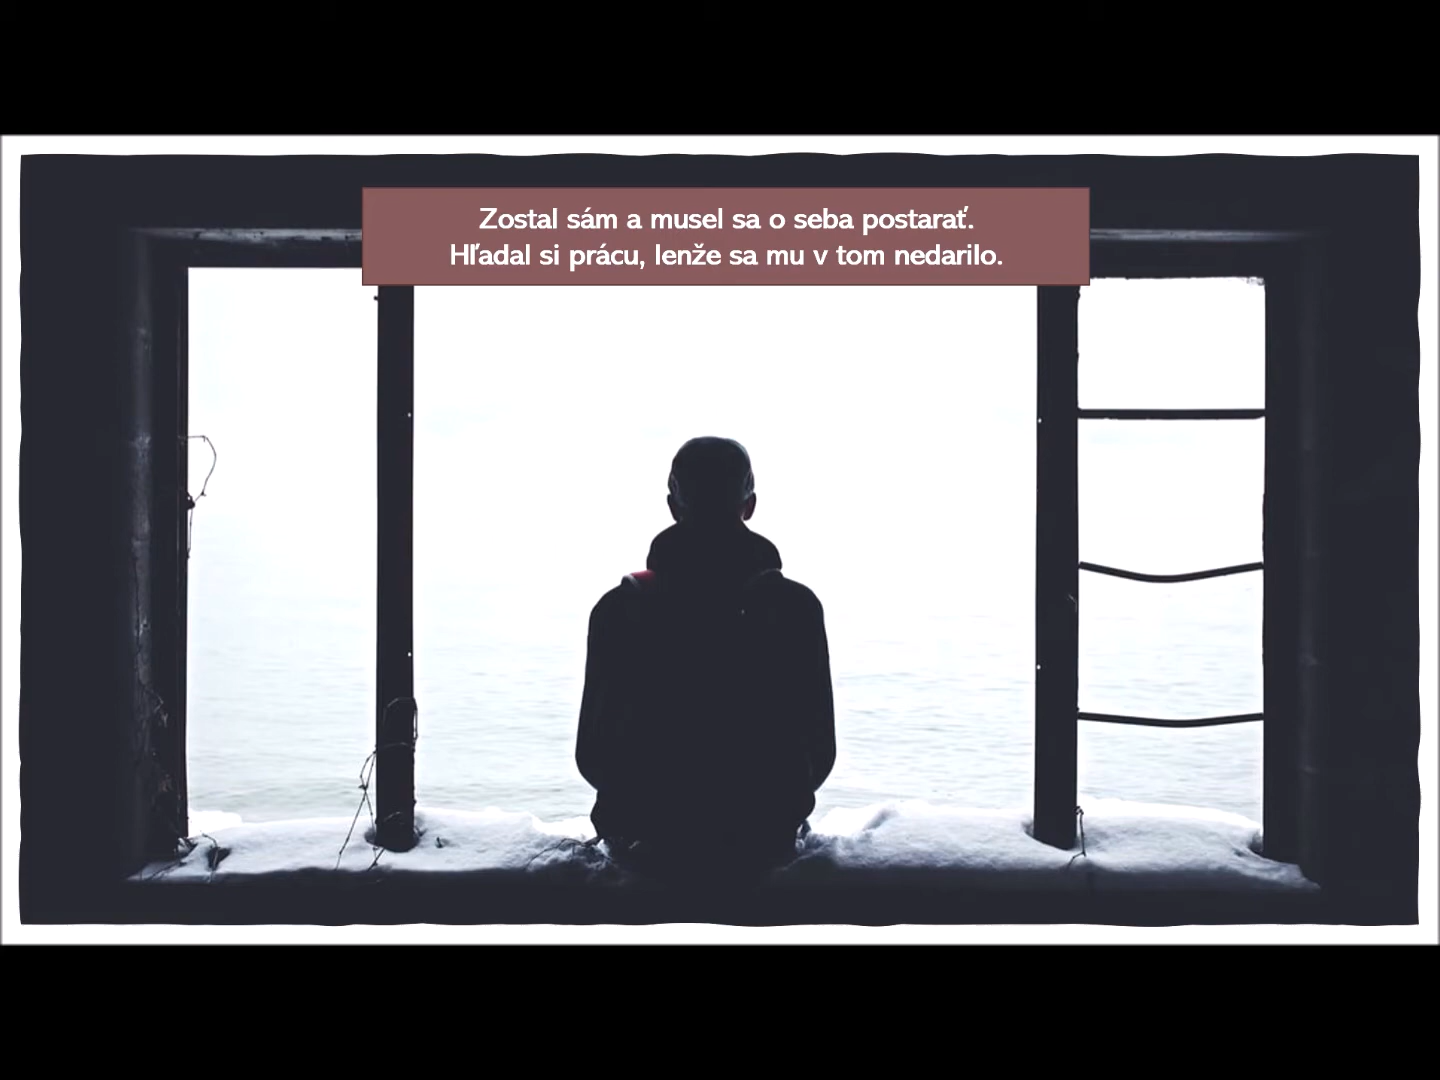 Zostal sám a musel sa o seba postarať.
Hľadal si prácu, lenže sa mu v tom nedarilo.